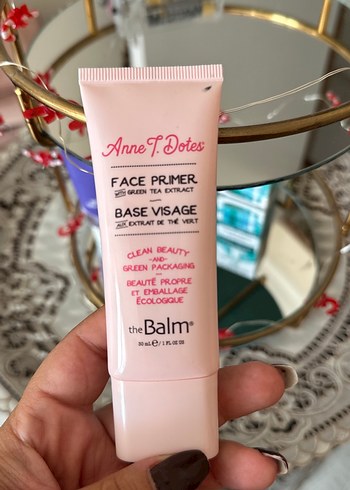 Anne T. Dotes®
FACE PRIMER
WITH GREEN TEA EXTRACT
BASE VISAGE
AUX EXTRAIT DE THÉ VERT
CLEAN BEAUTY
-AND-
GREEN PACKAGING
BEAUTÉ PROPRE
ET EMBALLAGE
ÉCOLOGIQUE
theBalm®
30 mL℮/1 FL OZ US